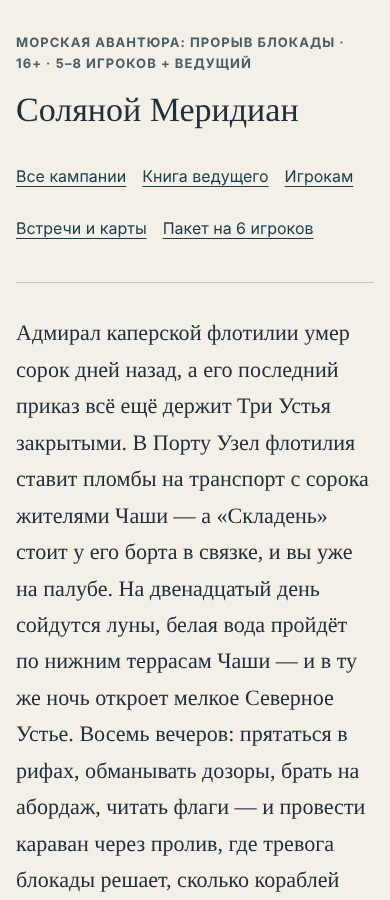 МОРСКАЯ АВАНТЮРА: ПРОРЫВ БЛОКАДЫ ·
16+ · 5–8 ИГРОКОВ + ВЕДУЩИЙ
Соляной Меридиан
Все кампании Книга ведущего Игрокам
Встречи и карты Пакет на 6 игроков
Адмирал каперской флотилии умер
сорок дней назад, а его последний
приказ всё ещё держит Три Устья
закрытыми. В Порту Узел флотилия
ставит пломбы на транспорт с сорока
жителями Чаши — а «Складень»
стоит у его борта в связке, и вы уже
на палубе. На двенадцатый день
сойдутся луны, белая вода пройдёт
по нижним террасам Чаши — и в ту
же ночь откроет мелкое Северное
Устье. Восемь вечеров: прятаться в
рифах, обманывать дозоры, брать на
абордаж, читать флаги — и провести
караван через пролив, где тревога
блокады решает, сколько кораблей